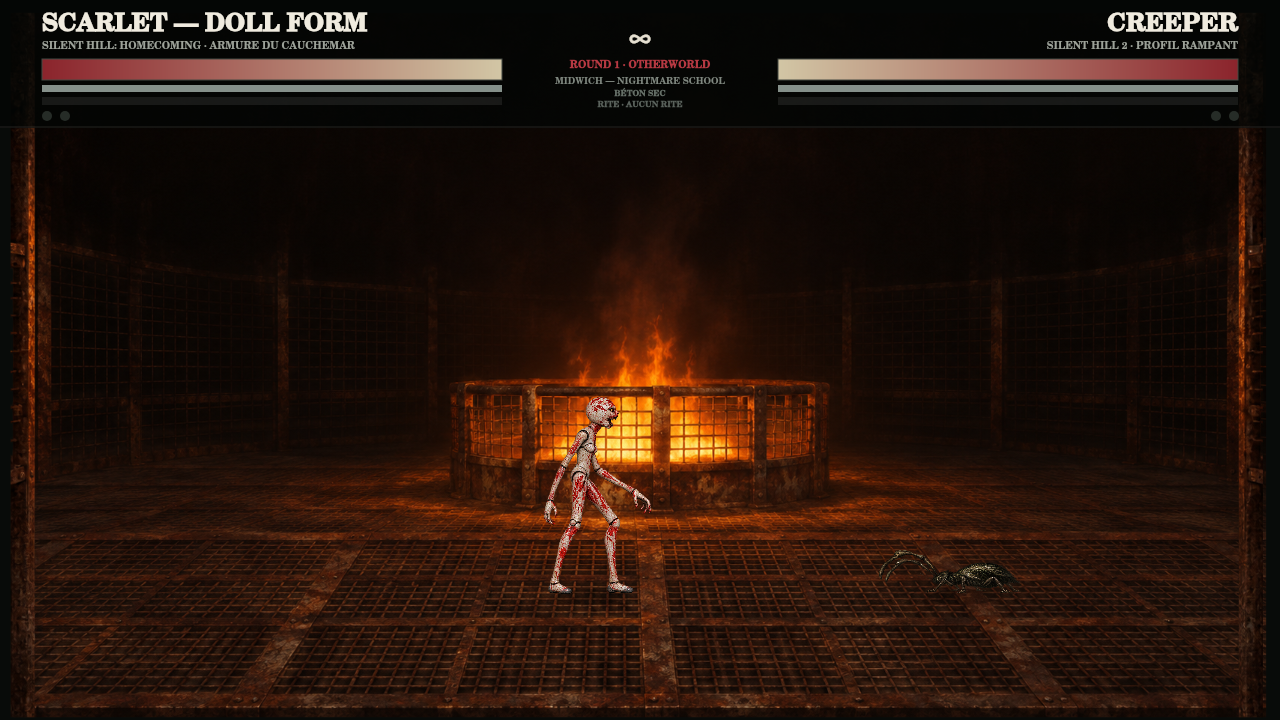 SCARLET — DOLL FORM
SILENT HILL: HOMECOMING · ARMURE DU CAUCHEMAR
∞
ROUND 1 · OTHERWORLD
MIDWICH — NIGHTMARE SCHOOL
BÉTON SEC
RITE · AUCUN RITE
CREEPER
SILENT HILL 2 · PROFIL RAMPANT